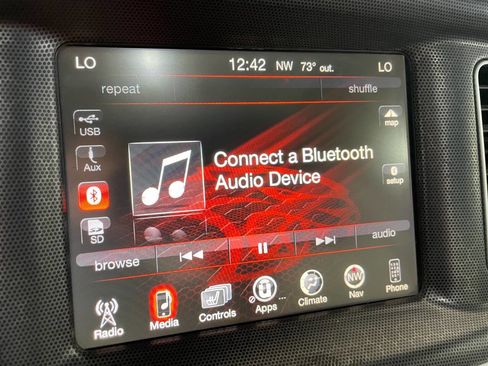 LO 12:42 NW 73° out. LO
repeat shuffle
USB
map
Aux
Connect a Bluetooth
Audio Device
setup
SD
browse audio
Radio Media Controls Apps ... Climate NW Nav Phone